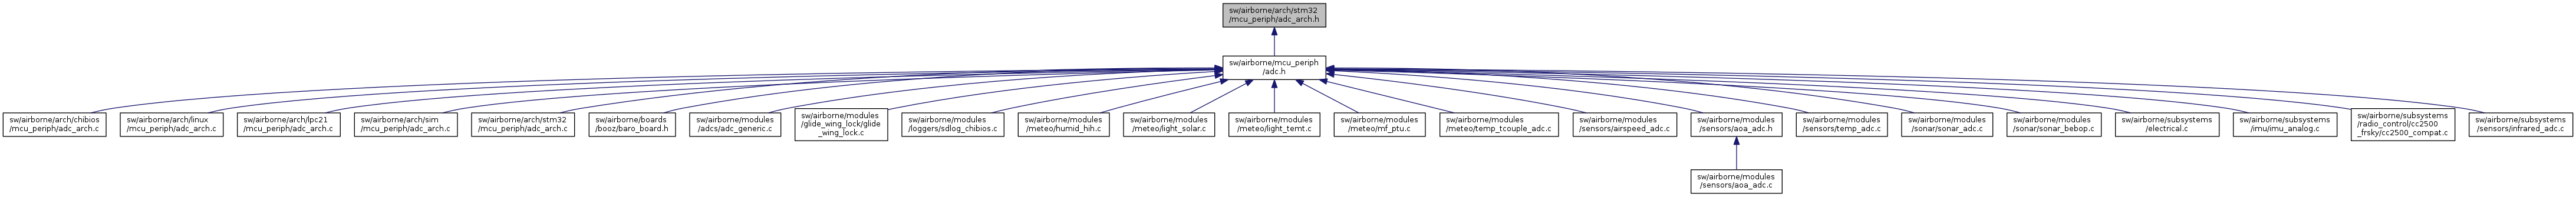 sw/airborne/arch/stm32
/mcu_periph/adc_arch.h
sw/airborne/mcu_periph
/adc.h
sw/airborne/arch/chibios
/mcu_periph/adc_arch.c
sw/airborne/arch/linux
/mcu_periph/adc_arch.c
sw/airborne/arch/lpc21
/mcu_periph/adc_arch.c
sw/airborne/arch/sim
/mcu_periph/adc_arch.c
sw/airborne/arch/stm32
/mcu_periph/adc_arch.c
sw/airborne/boards
/booz/baro_board.h
sw/airborne/modules
/adcs/adc_generic.c
sw/airborne/modules
/glide_wing_lock/glide
_wing_lock.c
sw/airborne/modules
/loggers/sdlog_chibios.c
sw/airborne/modules
/meteo/humid_hih.c
sw/airborne/modules
/meteo/light_solar.c
sw/airborne/modules
/meteo/light_temt.c
sw/airborne/modules
/meteo/mf_ptu.c
sw/airborne/modules
/meteo/temp_tcouple_adc.c
sw/airborne/modules
/sensors/airspeed_adc.c
sw/airborne/modules
/sensors/aoa_adc.h
sw/airborne/modules
/sensors/temp_adc.c
sw/airborne/modules
/sonar/sonar_adc.c
sw/airborne/modules
/sonar/sonar_bebop.c
sw/airborne/subsystems
/electrical.c
sw/airborne/subsystems
/imu/imu_analog.c
sw/airborne/subsystems
/radio_control/cc2500
_frsky/cc2500_compat.c
sw/airborne/subsystems
/sensors/infrared_adc.c
sw/airborne/modules
/sensors/aoa_adc.c